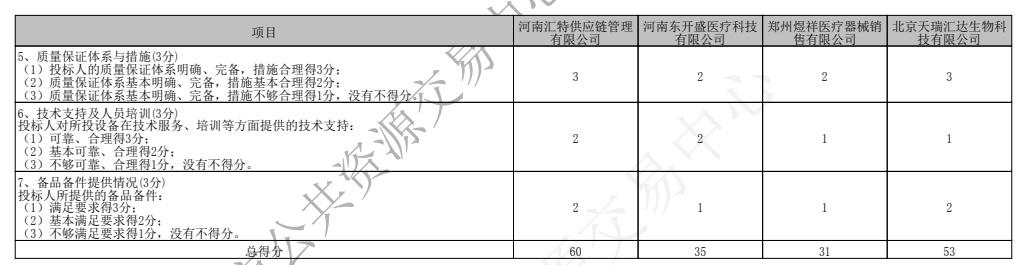 项目 河南汇特供应链管理有限公司 河南东开盛医疗科技有限公司 郑州煜祥医疗器械销售有限公司 北京天瑞汇达生物科技有限公司
5、质量保证体系与措施(3分)
(1)投标人的质量保证体系明确、完备，措施合理得3分;
(2)质量保证体系基本明确、完备，措施基本合理得2分;
(3)质量保证体系基本明确、完备，措施不够合理得1分，没有不得分。
3 2 2 3
6、技术支持及人员培训(3分)
投标人对所投设备在技术服务、培训等方面提供的技术支持:
(1)可靠、合理得3分;
(2)基本可靠、合理得2分;
(3)不够可靠、合理得1分，没有不得分。
2 2 1 1
7、备品备件提供情况(3分)
投标人所提供的备品备件:
(1)满足要求得3分;
(2)基本满足要求得2分;
(3)不够满足要求得1分，没有不得分。
2 1 1 2
总得分 60 35 31 53
公共资源交易中心
交易中心